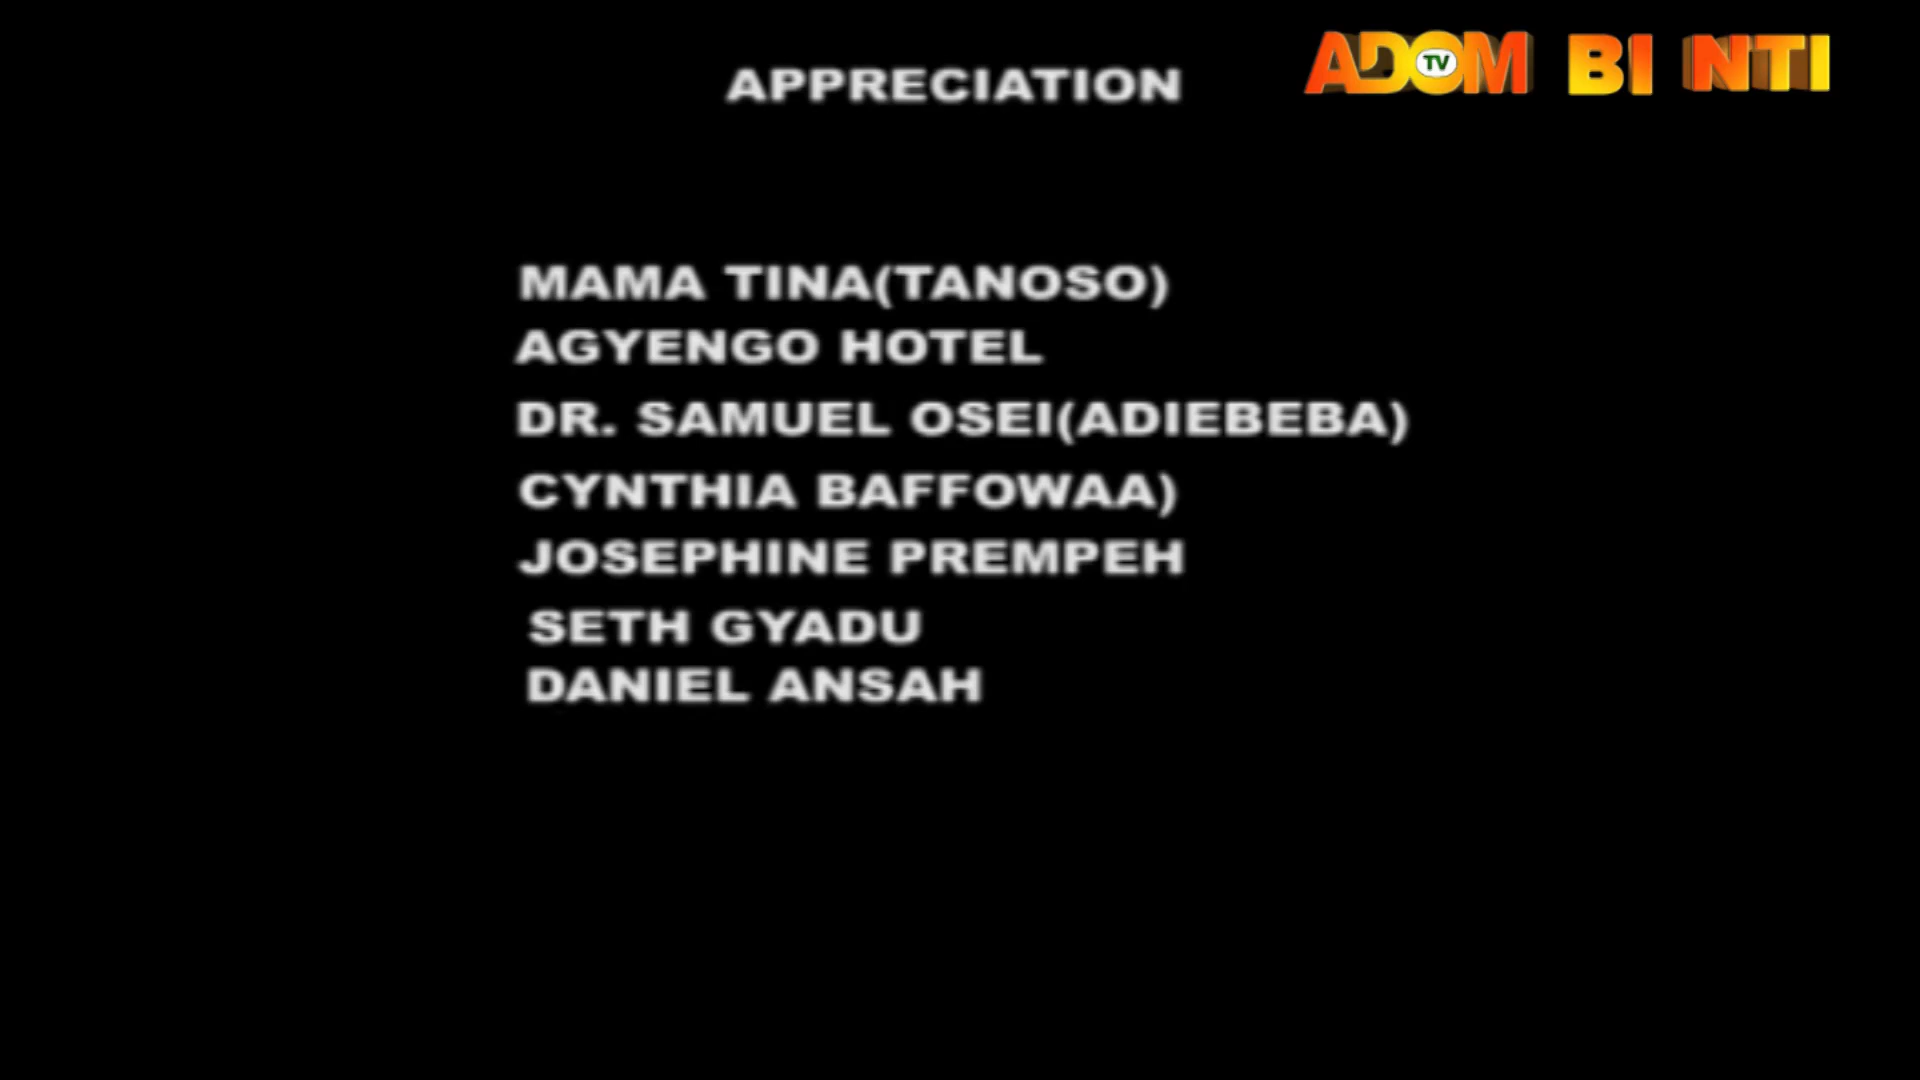 APPRECIATION
ADOM TV BI NTI
MAMA TINA(TANOSO)
AGYENGO HOTEL
DR. SAMUEL OSEI(ADIEBEBA)
CYNTHIA BAFFOWAA)
JOSEPHINE PREMPEH
SETH GYADU
DANIEL ANSAH